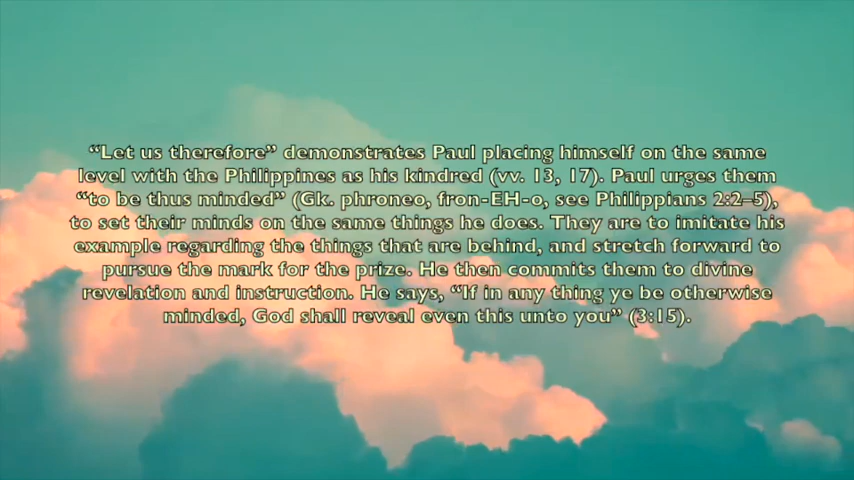 “Let us therefore” demonstrates Paul placing himself on the same
level with the Philippines as his kindred (vv. 13, 17). Paul urges them
“to be thus minded” (Gk. phroneo, fron-EH-o, see Philippians 2:2–5),
to set their minds on the same things he does. They are to imitate his
example regarding the things that are behind, and stretch forward to
pursue the mark for the prize. He then commits them to divine
revelation and instruction. He says, “If in any thing ye be otherwise
minded, God shall reveal even this unto you” (3:15).